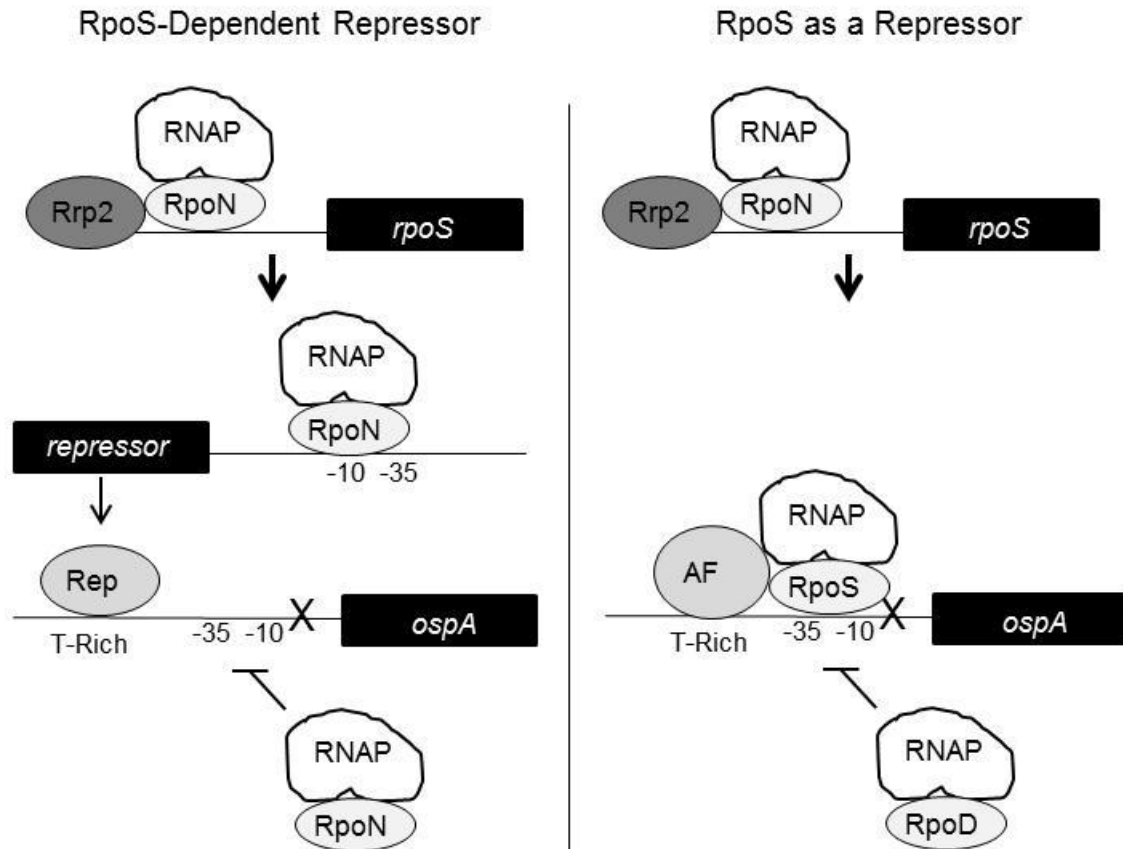 RpoS-Dependent Repressor
RNAP
Rrp2
RpoN
rpoS
RNAP
RpoN
repressor
-10 -35
Rep
T-Rich
-35 -10
X
ospA
RNAP
RpoN
RpoS as a Repressor
RNAP
Rrp2
RpoN
rpoS
RNAP
AF
RpoS
T-Rich
-35 -10
X
ospA
RNAP
RpoD